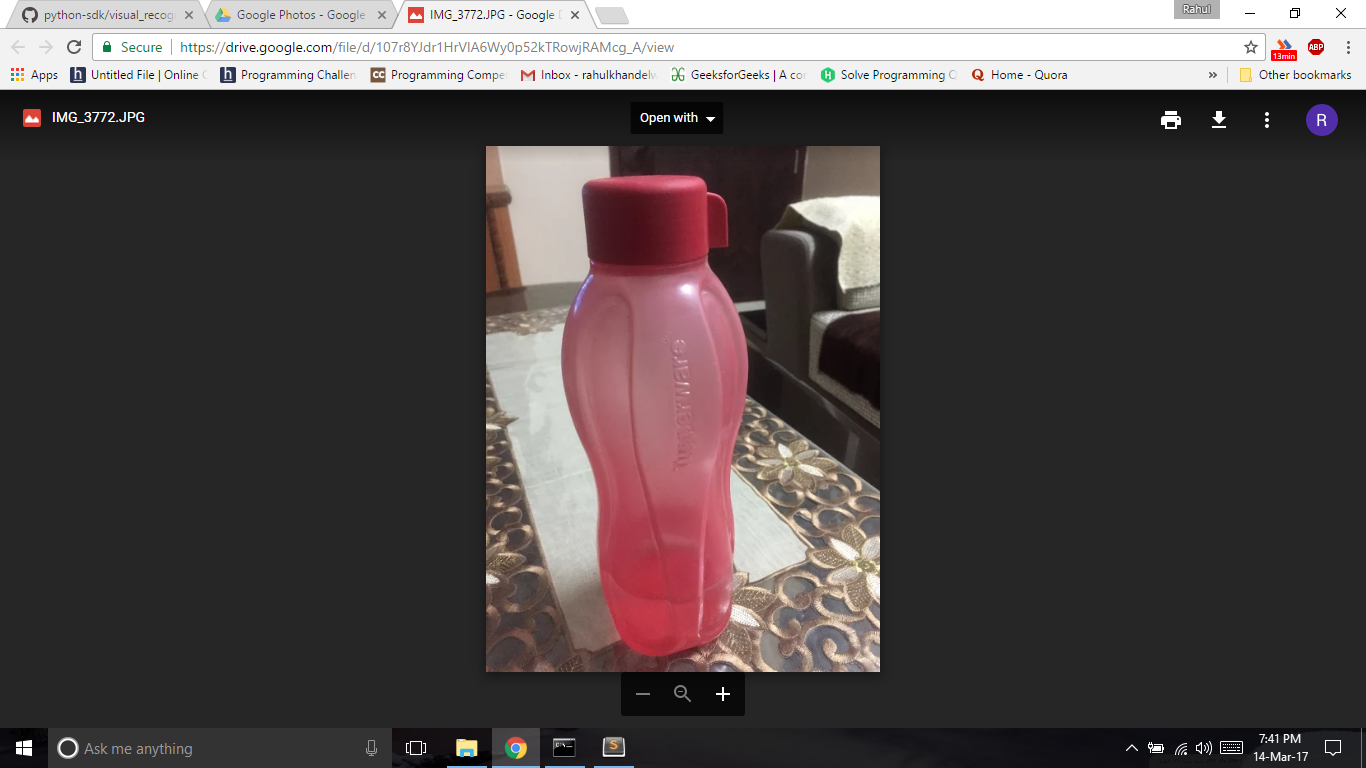 python-sdk/visual_recog
Google Photos - Google
IMG_3772.JPG - Google D
Rahul
Secure
https://drive.google.com/file/d/107r8YJdr1HrVlA6Wy0p52kTRowjRAMcg_A/view
13min
ABP
Apps
Untitled File | Online C
Programming Challen
Programming Compe
Inbox - rahulkhandelw
GeeksforGeeks | A co
Solve Programming Q
Home - Quora
»
Other bookmarks
IMG_3772.JPG
Open with
R
Tupperware
Ask me anything
7:41 PM
14-Mar-17